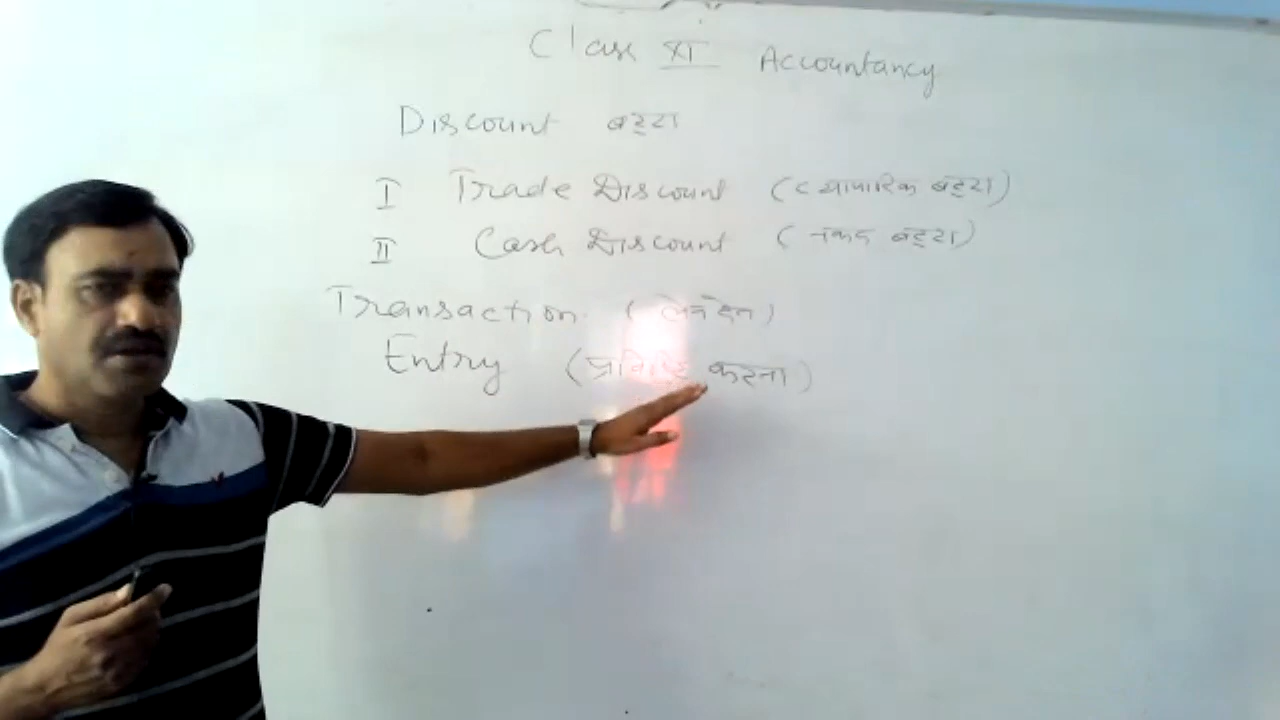 Class XI Accountancy
Discount बट्टा
I Trade Discount (व्यापारिक बट्टा)
II Cash Discount (नकद बट्टा)
Transaction (लेनदेन)
Entry (प्रविष्टि करना)